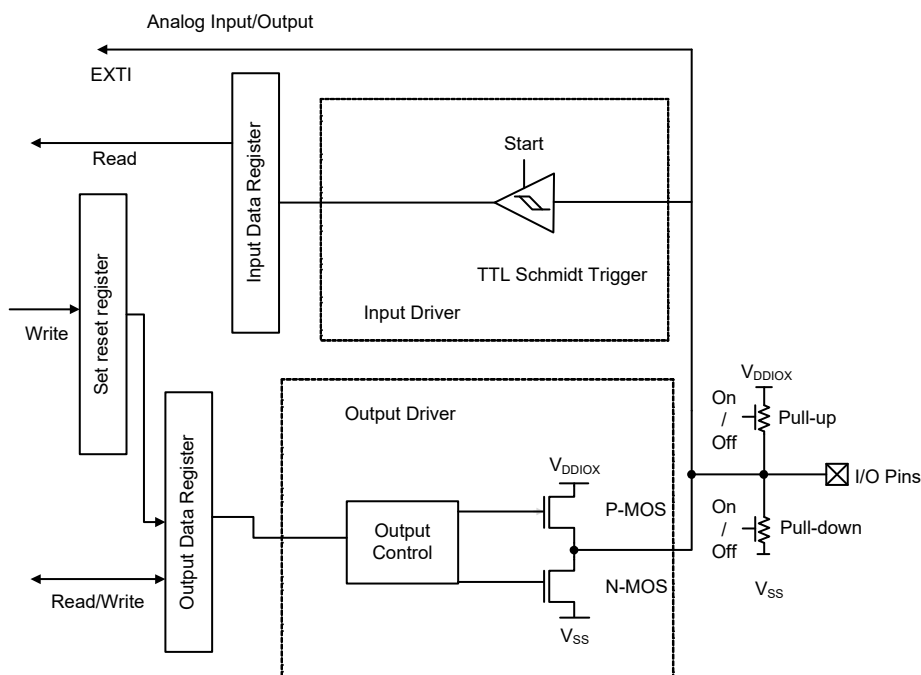 Analog Input/Output
EXTI
Read
Input Data Register
Start
TTL Schmidt Trigger
Input Driver
Write
Set reset register
Output Data Register
Read/Write
Output Driver
Output
Control
VDDIOX
P-MOS
N-MOS
VSS
VDDIOX
On
/
Off
Pull-up
I/O Pins
On
/
Off
Pull-down
VSS